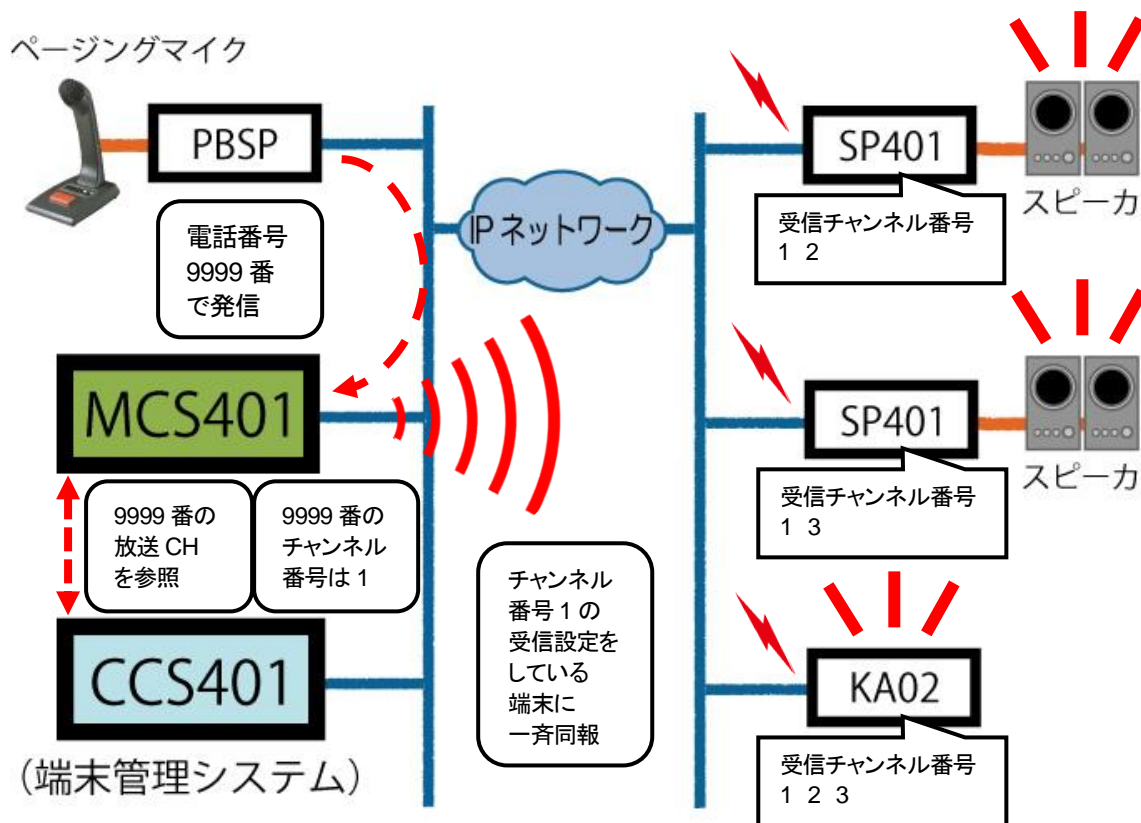 ページングマイク
PBSP
電話番号
9999 番
で発信
MCS401
9999 番の
放送 CH
を参照
9999 番の
チャンネル
番号は 1
CCS401
（端末管理システム）
IP ネットワーク
チャンネル
番号 1 の
受信設定を
している
端末に
一斉同報
SP401
受信チャンネル番号
1 2
スピーカ
SP401
受信チャンネル番号
1 3
スピーカ
KA02
受信チャンネル番号
1 2 3